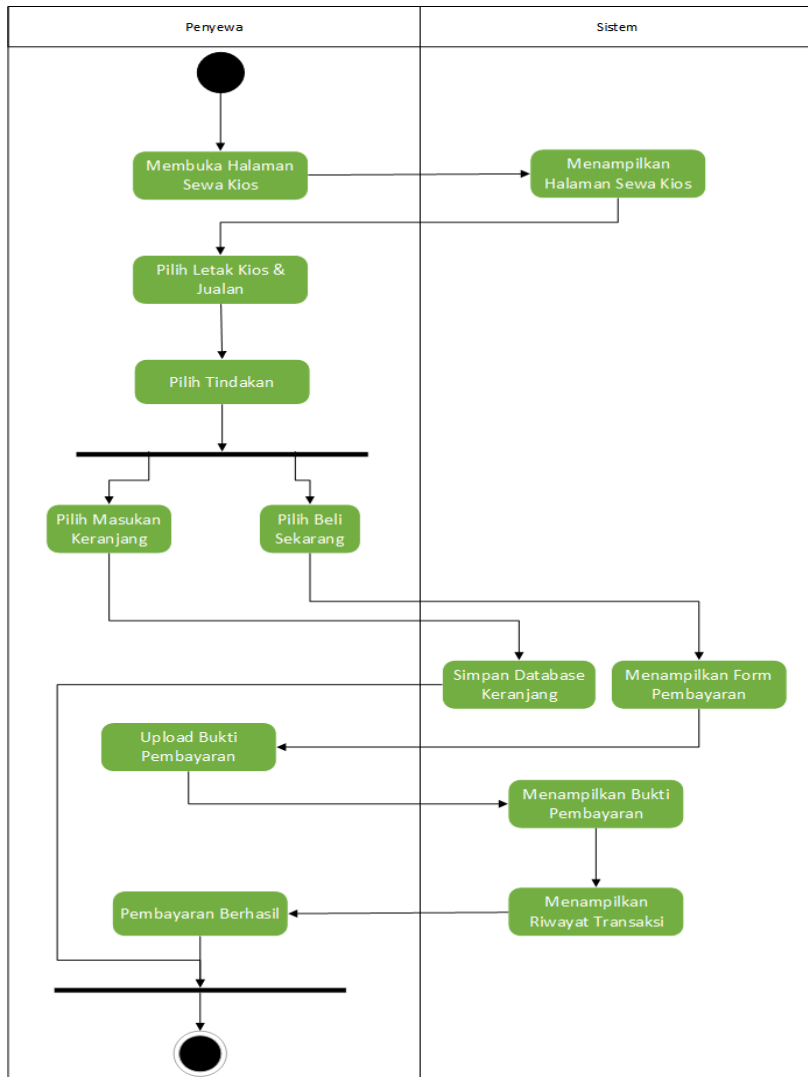 Penyewa
Sistem
Membuka Halaman
Sewa Kios
Menampilkan
Halaman Sewa Kios
Pilih Letak Kios &
Jualan
Pilih Tindakan
Pilih Masukan
Keranjang
Pilih Beli
Sekarang
Simpan Database
Keranjang
Menampilkan Form
Pembayaran
Upload Bukti
Pembayaran
Menampilkan Bukti
Pembayaran
Pembayaran Berhasil
Menampilkan
Riwayat Transaksi